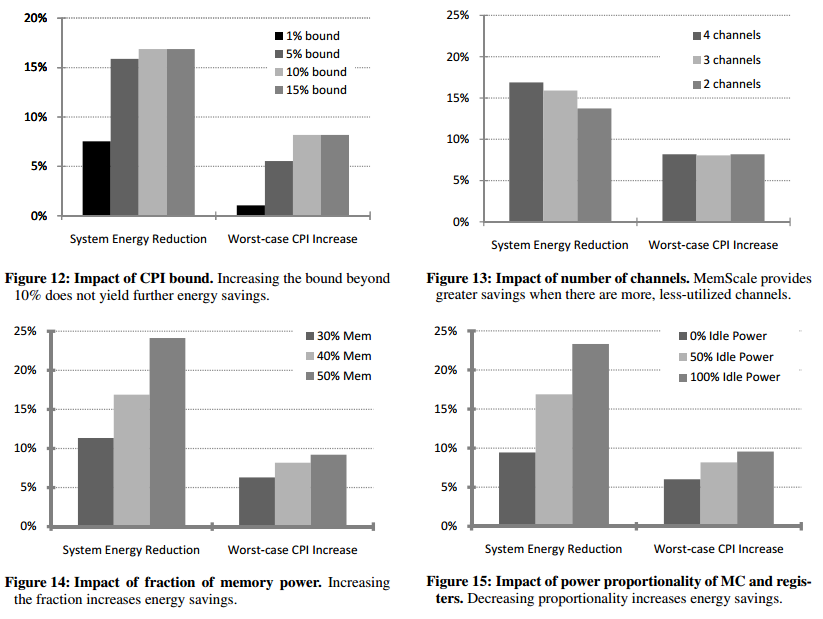 20%
15%
10%
5%
0%
1% bound
5% bound
10% bound
15% bound
System Energy Reduction Worst-case CPI Increase
Figure 12: Impact of CPI bound. Increasing the bound beyond
10% does not yield further energy savings.
25%
20%
15%
10%
5%
0%
4 channels
3 channels
2 channels
System Energy Reduction Worst-case CPI Increase
Figure 13: Impact of number of channels. MemScale provides
greater savings when there are more, less-utilized channels.
25%
20%
15%
10%
5%
0%
30% Mem
40% Mem
50% Mem
System Energy Reduction Worst-case CPI Increase
Figure 14: Impact of fraction of memory power. Increasing
the fraction increases energy savings.
25%
20%
15%
10%
5%
0%
0% Idle Power
50% Idle Power
100% Idle Power
System Energy Reduction Worst-case CPI Increase
Figure 15: Impact of power proportionality of MC and regis-
ters. Decreasing proportionality increases energy savings.